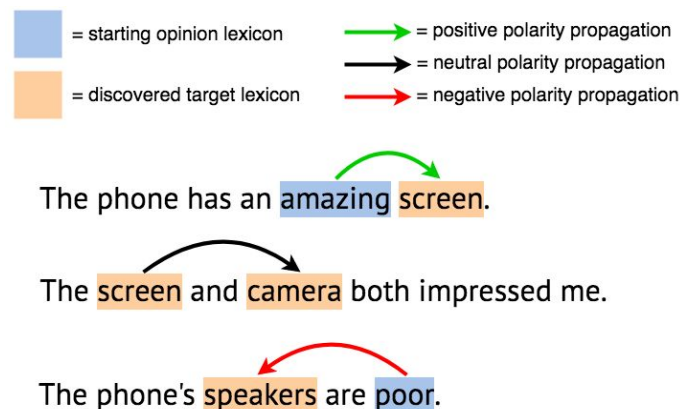 = starting opinion lexicon
= discovered target lexicon
= positive polarity propagation
= neutral polarity propagation
= negative polarity propagation
The phone has an amazing screen.
The screen and camera both impressed me.
The phone's speakers are poor.